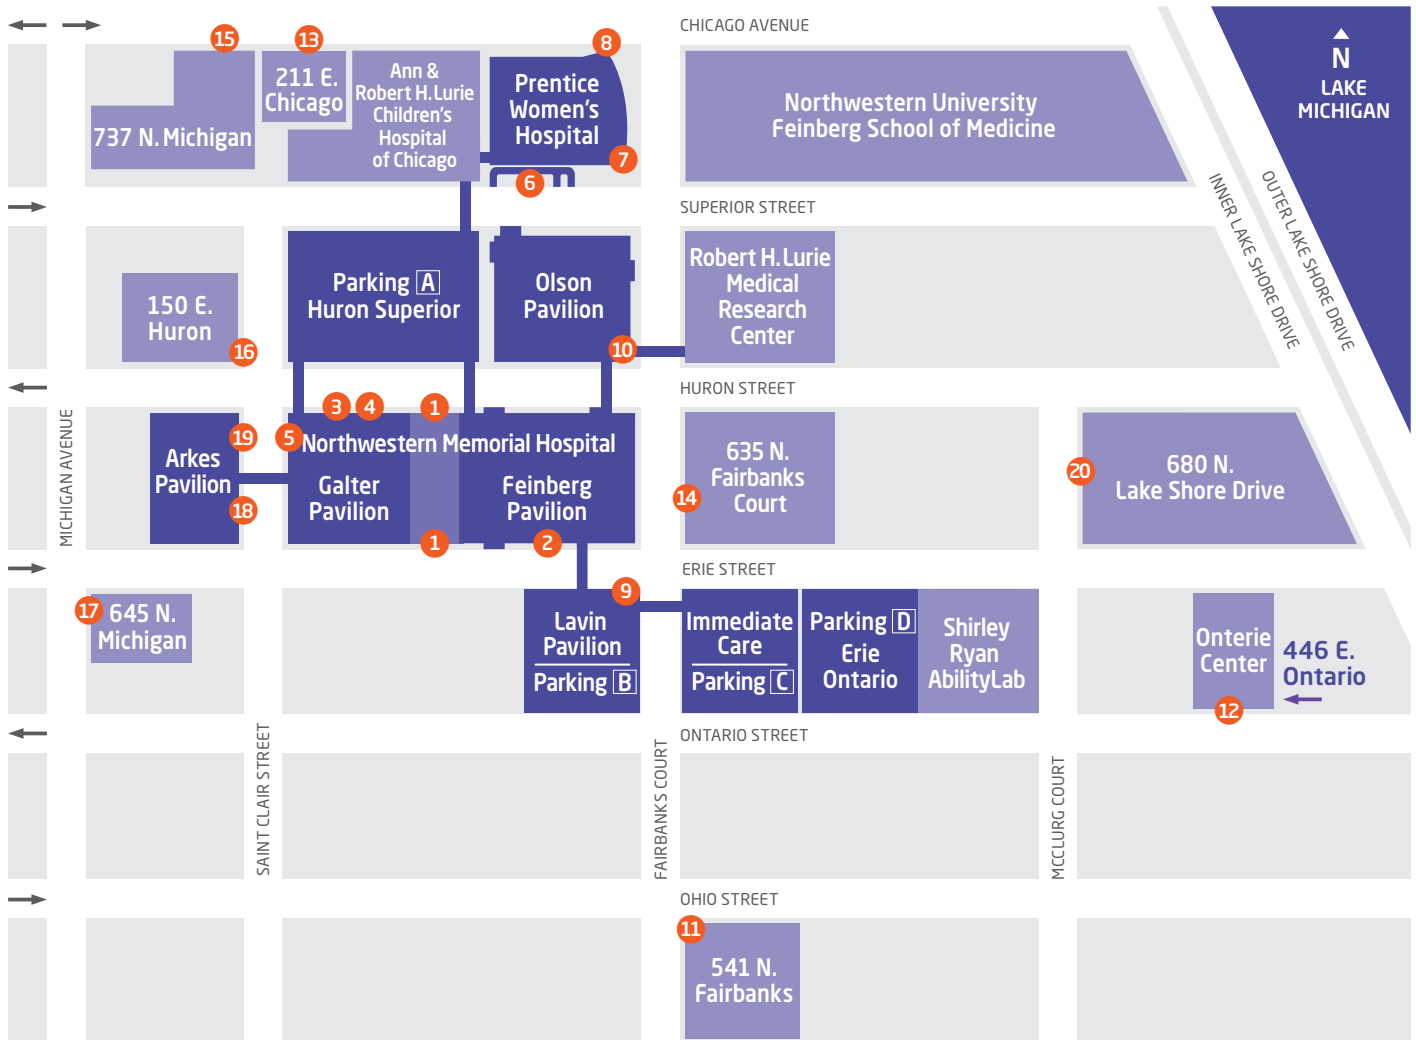 CHICAGO AVENUE
15
13
8
N
LAKE
MICHIGAN
737 N. Michigan
211 E.
Chicago
Ann &
Robert H. Lurie
Children's
Hospital
of Chicago
Prentice
Women's
Hospital
7
6
Northwestern University
Feinberg School of Medicine
SUPERIOR STREET
INNER LAKE SHORE DRIVE
OUTER LAKE SHORE DRIVE
150 E.
Huron
16
Parking A
Huron Superior
Olson
Pavilion
10
Robert H. Lurie
Medical
Research
Center
HURON STREET
MICHIGAN AVENUE
Arkes
Pavilion
19
18
3
4
1
5
Northwestern Memorial Hospital
Galter
Pavilion
Feinberg
Pavilion
1
2
635 N.
Fairbanks
Court
14
20
680 N.
Lake Shore Drive
ERIE STREET
17
645 N.
Michigan
9
Lavin
Pavilion
Parking B
Immediate
Care
Parking C
Parking D
Erie
Ontario
Shirley
Ryan
AbilityLab
Onterie
Center
446 E.
Ontario
12
ONTARIO STREET
SAINT CLAIR STREET
FAIRBANKS COURT
MCCLURG COURT
OHIO STREET
11
541 N.
Fairbanks